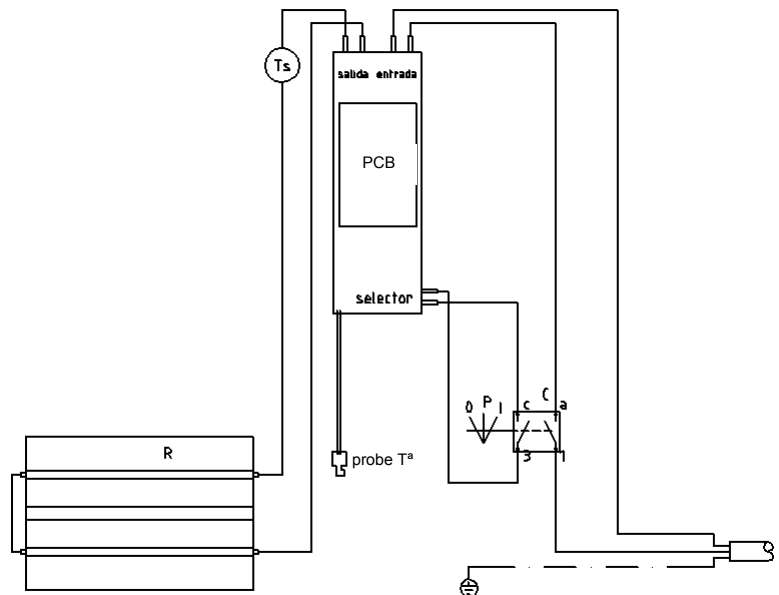 Ts
salida entrada
PCB
selector
0 P 1 c C a
3 1
R
probe Tª